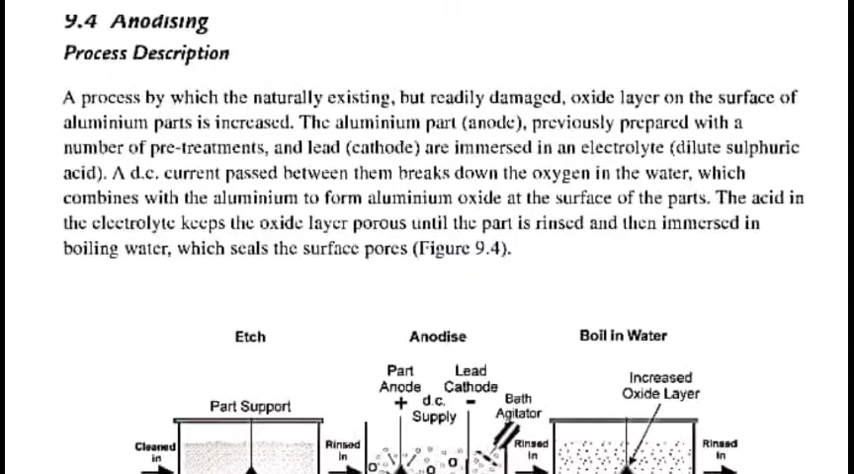 9.4 Anodising
Process Description
A process by which the naturally existing, but readily damaged, oxide layer on the surface of
aluminium parts is increased. The aluminium part (anode), previously prepared with a
number of pre-treatments, and lead (cathode) are immersed in an electrolyte (dilute sulphuric
acid). A d.c. current passed between them breaks down the oxygen in the water, which
combines with the aluminium to form aluminium oxide at the surface of the parts. The acid in
the electrolyte keeps the oxide layer porous until the part is rinsed and then immersed in
boiling water, which seals the surface pores (Figure 9.4).
Etch
Anodise
Boil in Water
Part Support
Part
Anode
+
Lead
Cathode
-
d.c.
Supply
Bath
Agitator
Increased
Oxide Layer
Cleaned
in
Rinsed
in
O
O
O
Rinsed
in
Rinsed
in